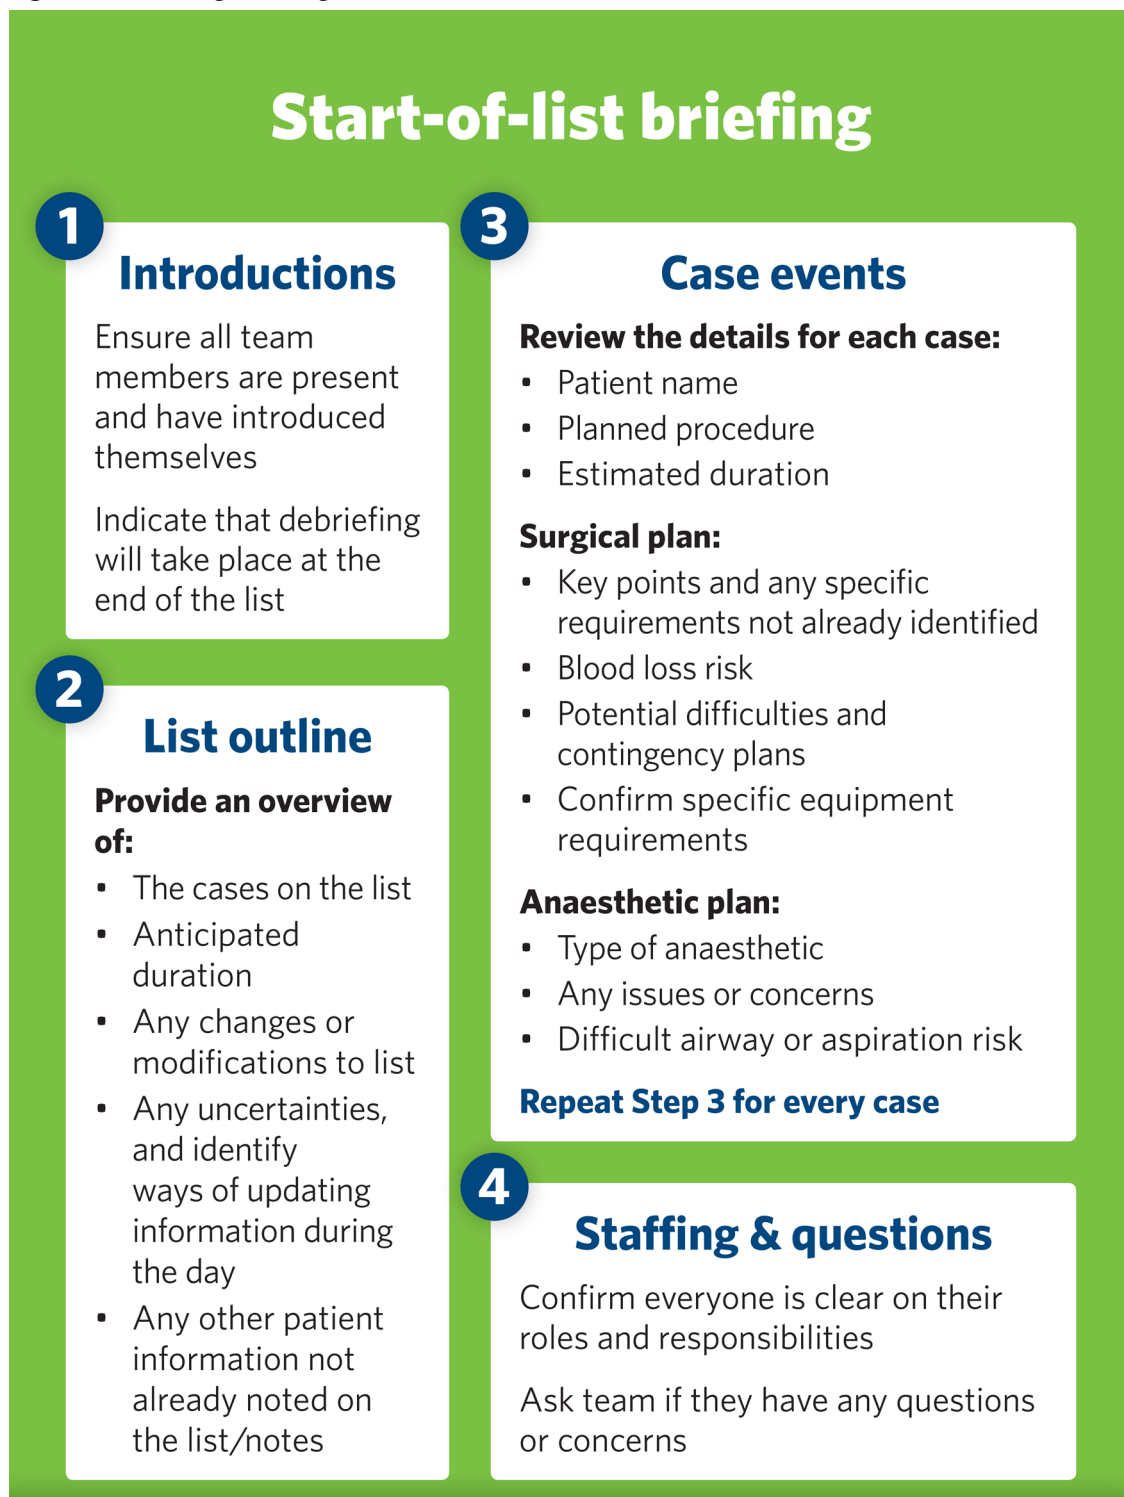 Start-of-list briefing
1
Introductions
Ensure all team
members are present
and have introduced
themselves
Indicate that debriefing
will take place at the
end of the list
2
List outline
Provide an overview
of:
• The cases on the list
• Anticipated
duration
• Any changes or
modifications to list
• Any uncertainties,
and identify
ways of updating
information during
the day
• Any other patient
information not
already noted on
the list/notes
3
Case events
Review the details for each case:
• Patient name
• Planned procedure
• Estimated duration
Surgical plan:
• Key points and any specific
requirements not already identified
• Blood loss risk
• Potential difficulties and
contingency plans
• Confirm specific equipment
requirements
Anaesthetic plan:
• Type of anaesthetic
• Any issues or concerns
• Difficult airway or aspiration risk
Repeat Step 3 for every case
4
Staffing & questions
Confirm everyone is clear on their
roles and responsibilities
Ask team if they have any questions
or concerns